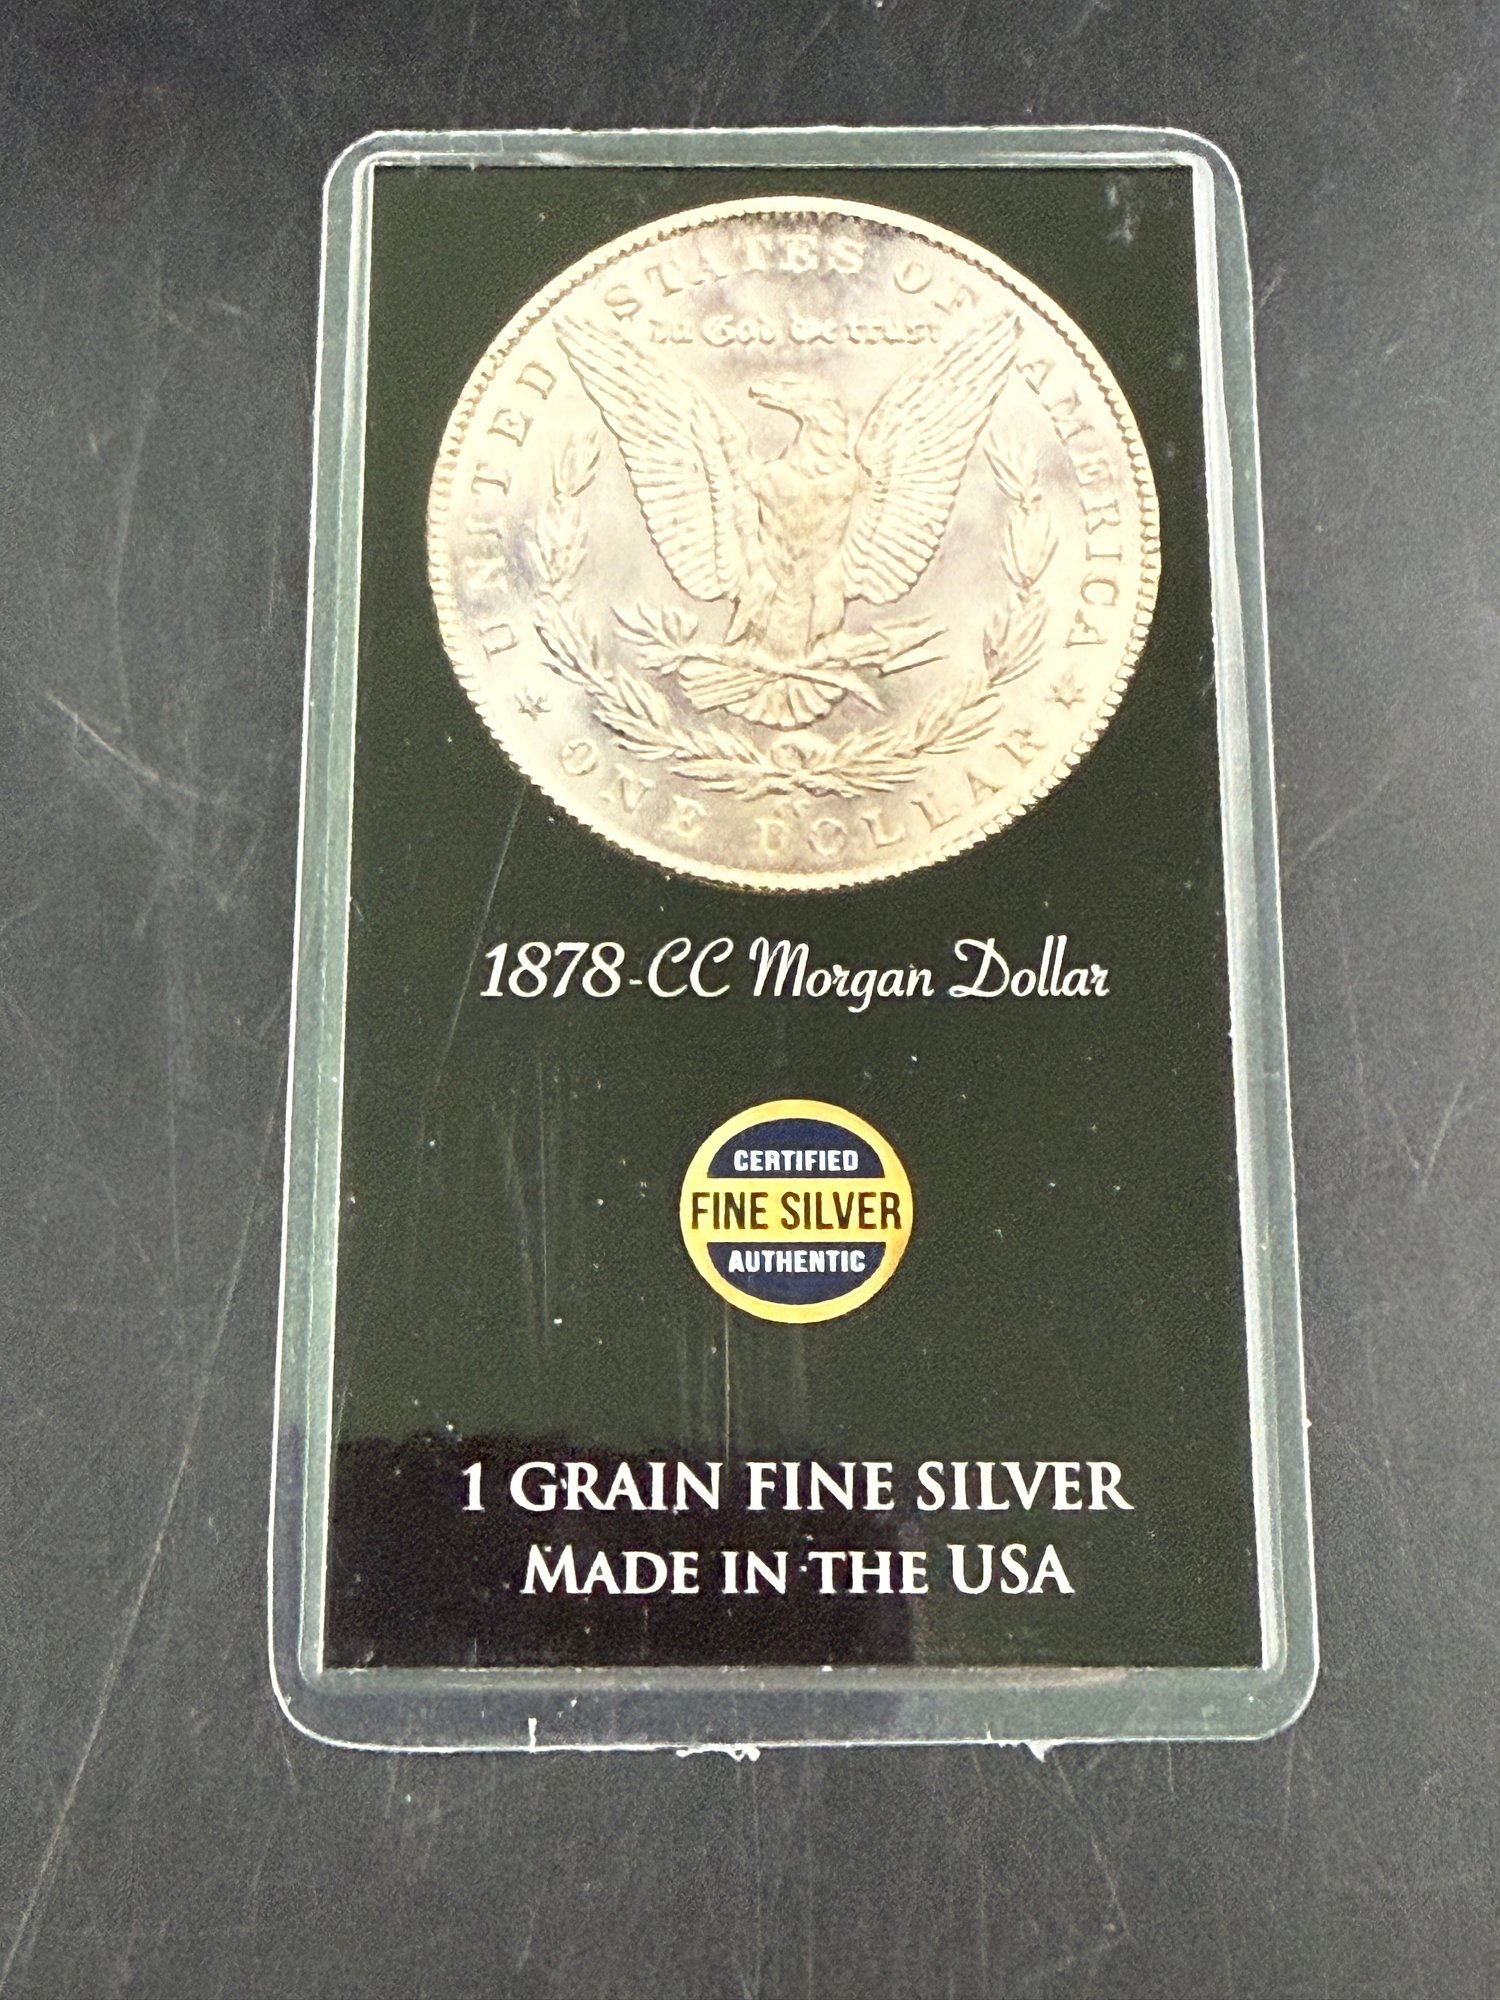 UNITED STATES OF AMERICA
In God We Trust
ONE DOLLAR
1878-CC Morgan Dollar
CERTIFIED
FINE SILVER
AUTHENTIC
1 GRAIN FINE SILVER
MADE IN THE USA